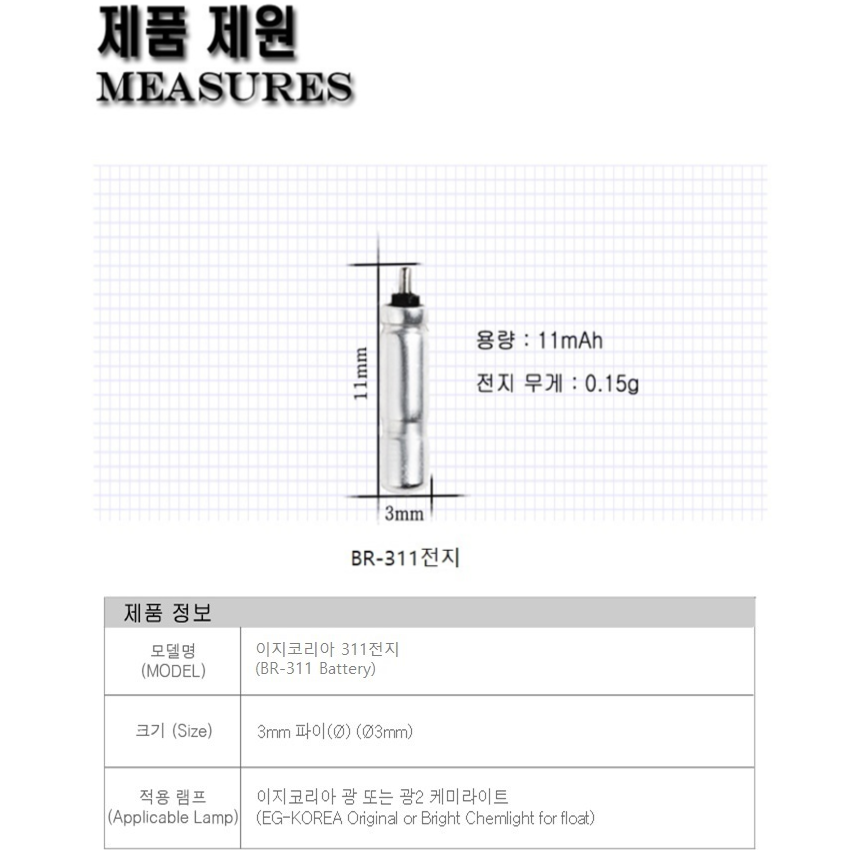 제품 제원
MEASURES
11mm
용량 : 11mAh
전지 무게 : 0.15g
3mm
BR-311전지
제품 정보
모델명
(MODEL)
이지코리아 311전지
(BR-311 Battery)
크기 (Size)
3mm 파이(Ø) (Ø3mm)
적용 램프
(Applicable Lamp)
이지코리아 광 또는 광2 케미라이트
(EG-KOREA Original or Bright Chemlight for float)